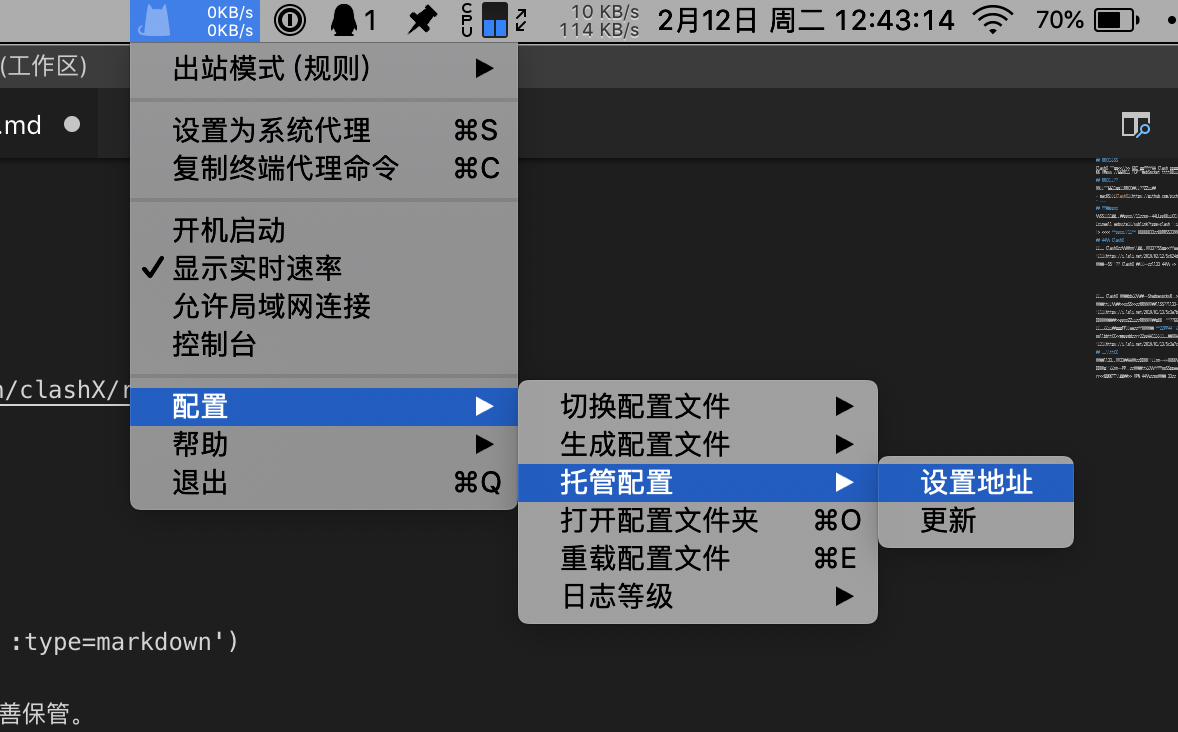 0KB/s
0KB/s
1
CPU
10 KB/s
114 KB/s
2月12日 周二 12:43:14
70%
(工作区)
.md
出站模式 (规则)
设置为系统代理 ⌘S
复制终端代理命令 ⌘C
开机启动
✓显示实时速率
允许局域网连接
控制台
配置
帮助
退出 ⌘Q
切换配置文件
生成配置文件
托管配置
打开配置文件夹 ⌘O
重载配置文件 ⌘E
日志等级
设置地址
更新
/clashX/
:type=markdown')
善保管。